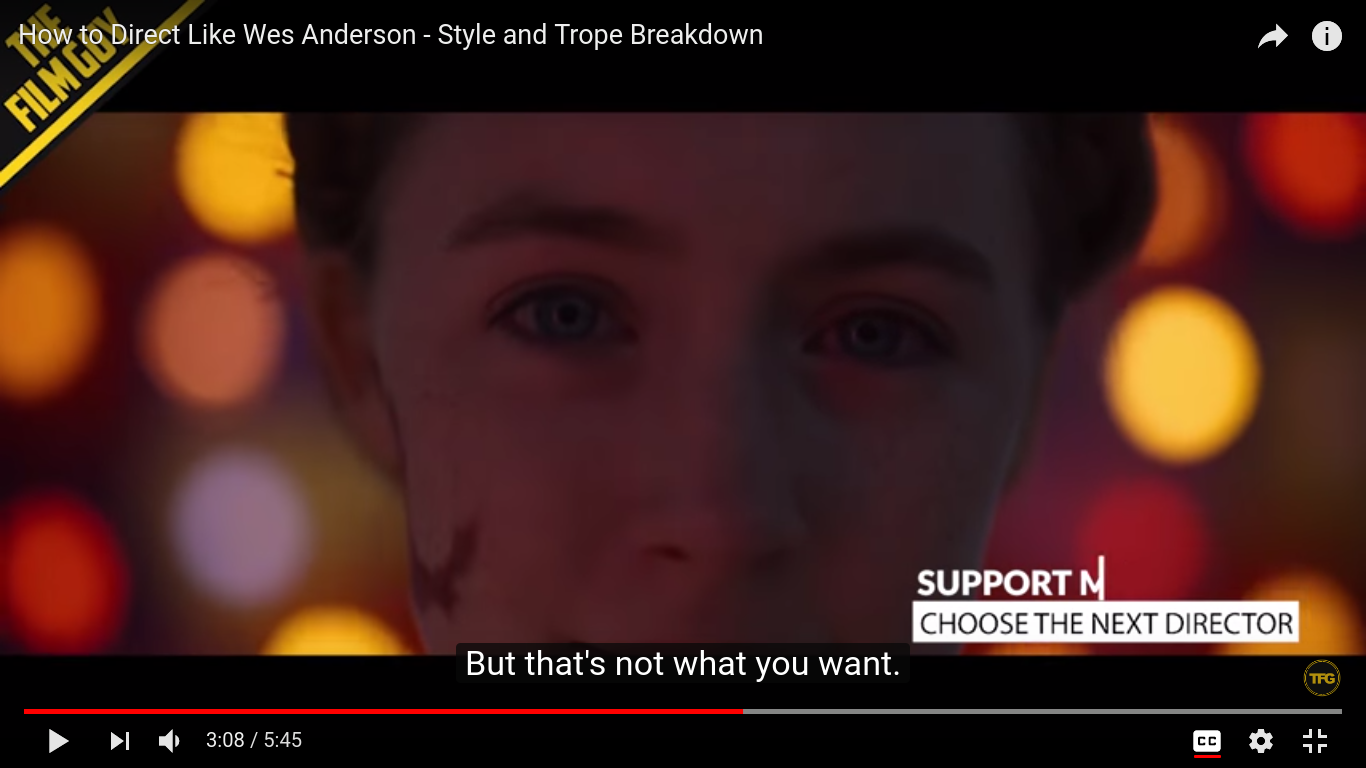 How to Direct Like Wes Anderson - Style and Trope Breakdown
THE
FILM GUY
SUPPORT M
CHOOSE THE NEXT DIRECTOR
But that's not what you want.
TFG
3:08 / 5:45
CC